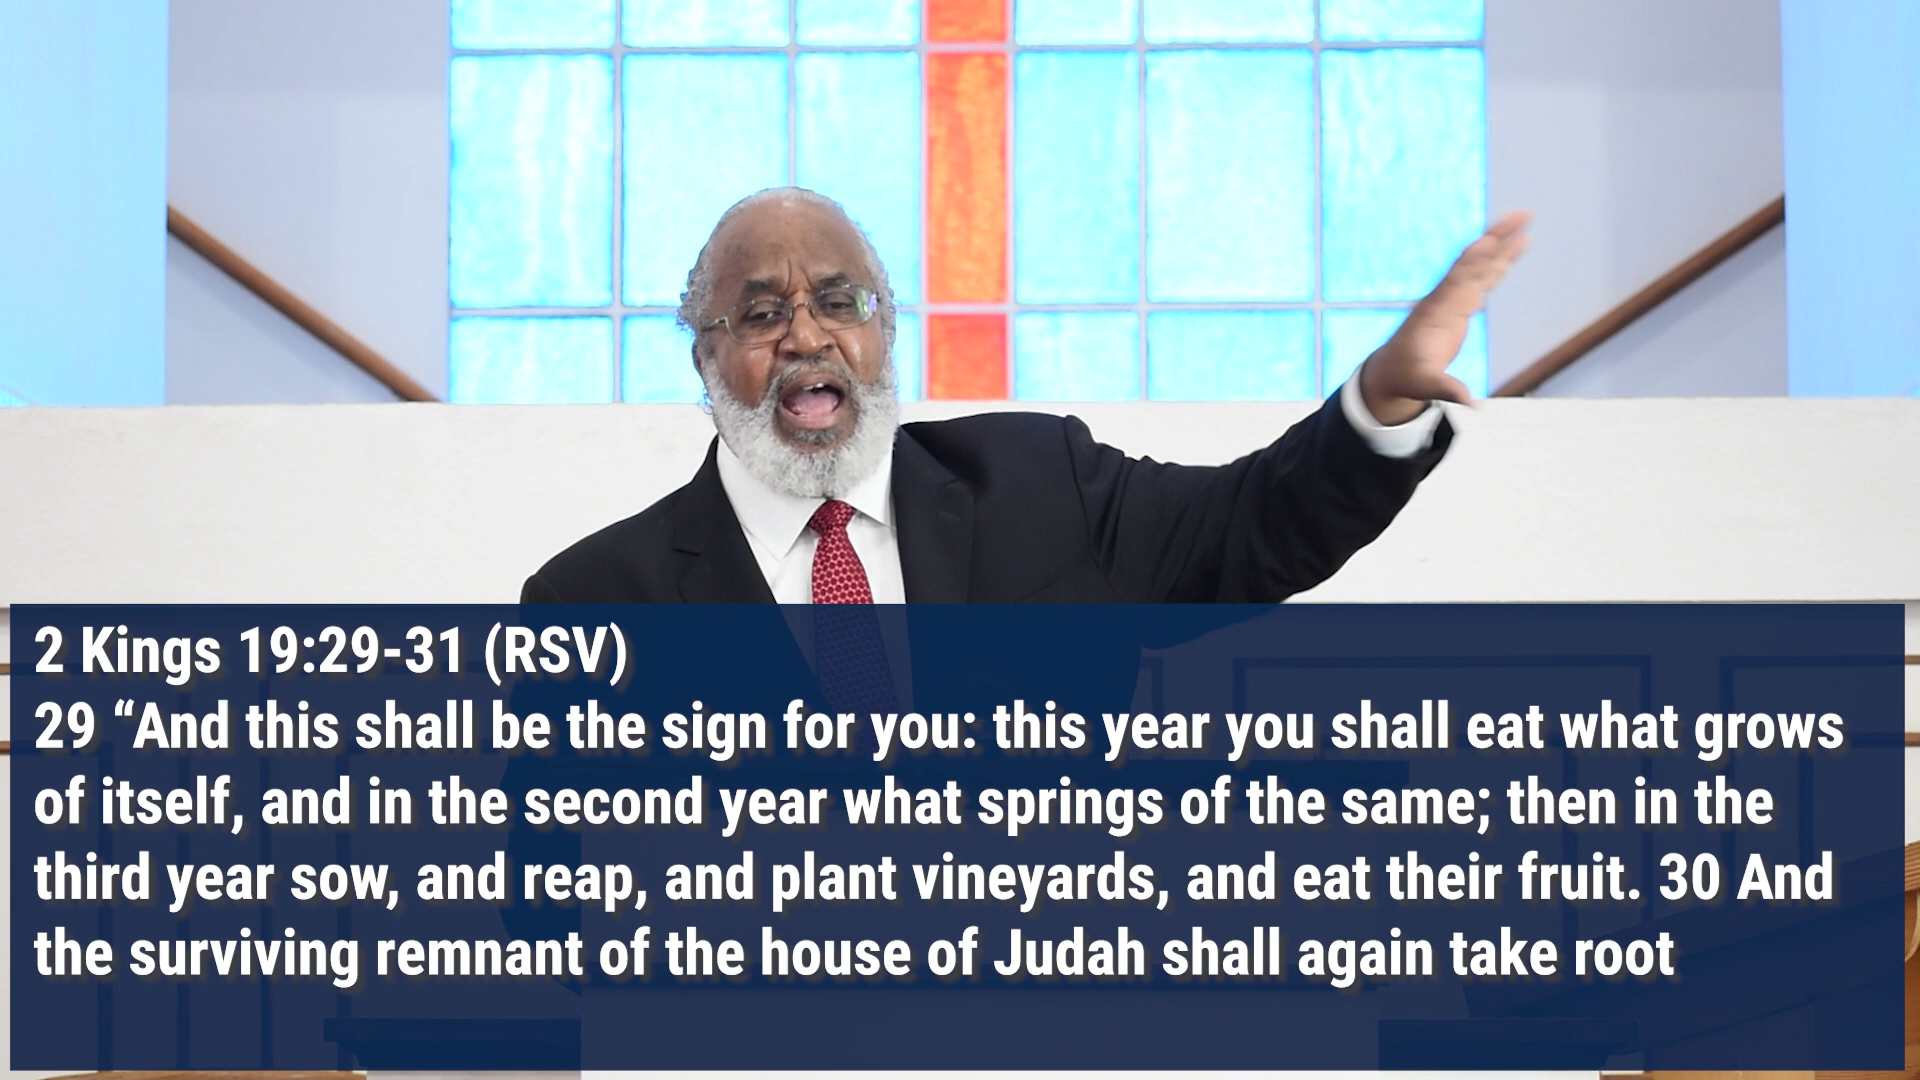 2 Kings 19:29-31 (RSV)
29 “And this shall be the sign for you: this year you shall eat what grows
of itself, and in the second year what springs of the same; then in the
third year sow, and reap, and plant vineyards, and eat their fruit. 30 And
the surviving remnant of the house of Judah shall again take root